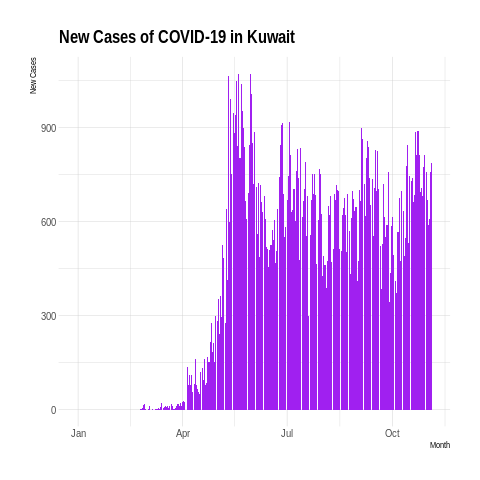 New Cases of COVID-19 in Kuwait
New Cases
900
600
300
0
Jan Apr Jul Oct
Month